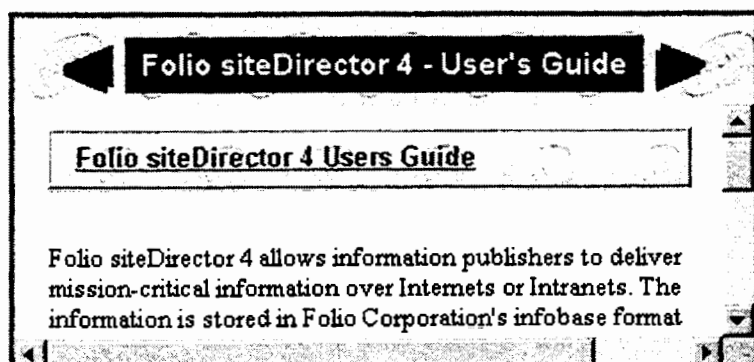 Folio siteDirector 4 - User's Guide
Folio siteDirector 4 Users Guide
Folio siteDirector 4 allows information publishers to deliver
mission-critical information over Internets or Intranets. The
information is stored in Folio Corporation's infobase format